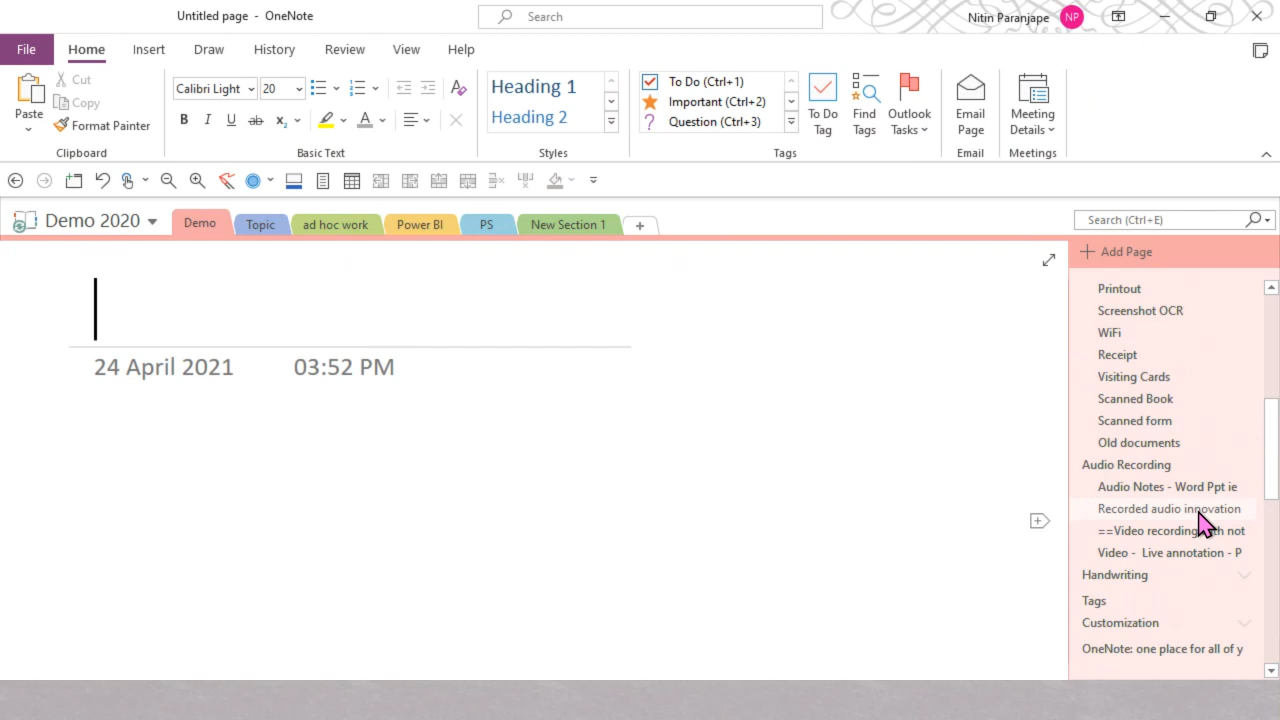 Untitled page - OneNote
Search
Nitin Paranjape
NP
File
Home
Insert
Draw
History
Review
View
Help
Paste
Cut
Copy
Format Painter
Clipboard
Calibri Light
20
B
I
U
ab
Basic Text
Heading 1
Heading 2
Styles
To Do (Ctrl+1)
Important (Ctrl+2)
Question (Ctrl+3)
To Do
Tag
Find
Tags
Outlook
Tasks
Tags
Email
Page
Email
Meeting
Details
Meetings
Demo 2020
Demo
Topic
ad hoc work
Power BI
PS
New Section 1
Search (Ctrl+E)
Add Page
24 April 2021
03:52 PM
Printout
Screenshot OCR
WiFi
Receipt
Visiting Cards
Scanned Book
Scanned form
Old documents
Audio Recording
Audio Notes - Word Ppt ie
Recorded audio innovation
==Video recording not
Video - Live annotation - P
Handwriting
Tags
Customization
OneNote: one place for all of y